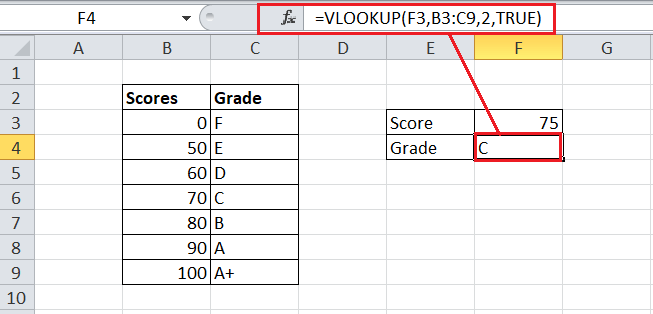 F4 fx =VLOOKUP(F3,B3:C9,2,TRUE)
A B C D E F G
1
2 Scores Grade
3 0 F Score 75
4 50 E Grade C
5 60 D
6 70 C
7 80 B
8 90 A
9 100 A+
10